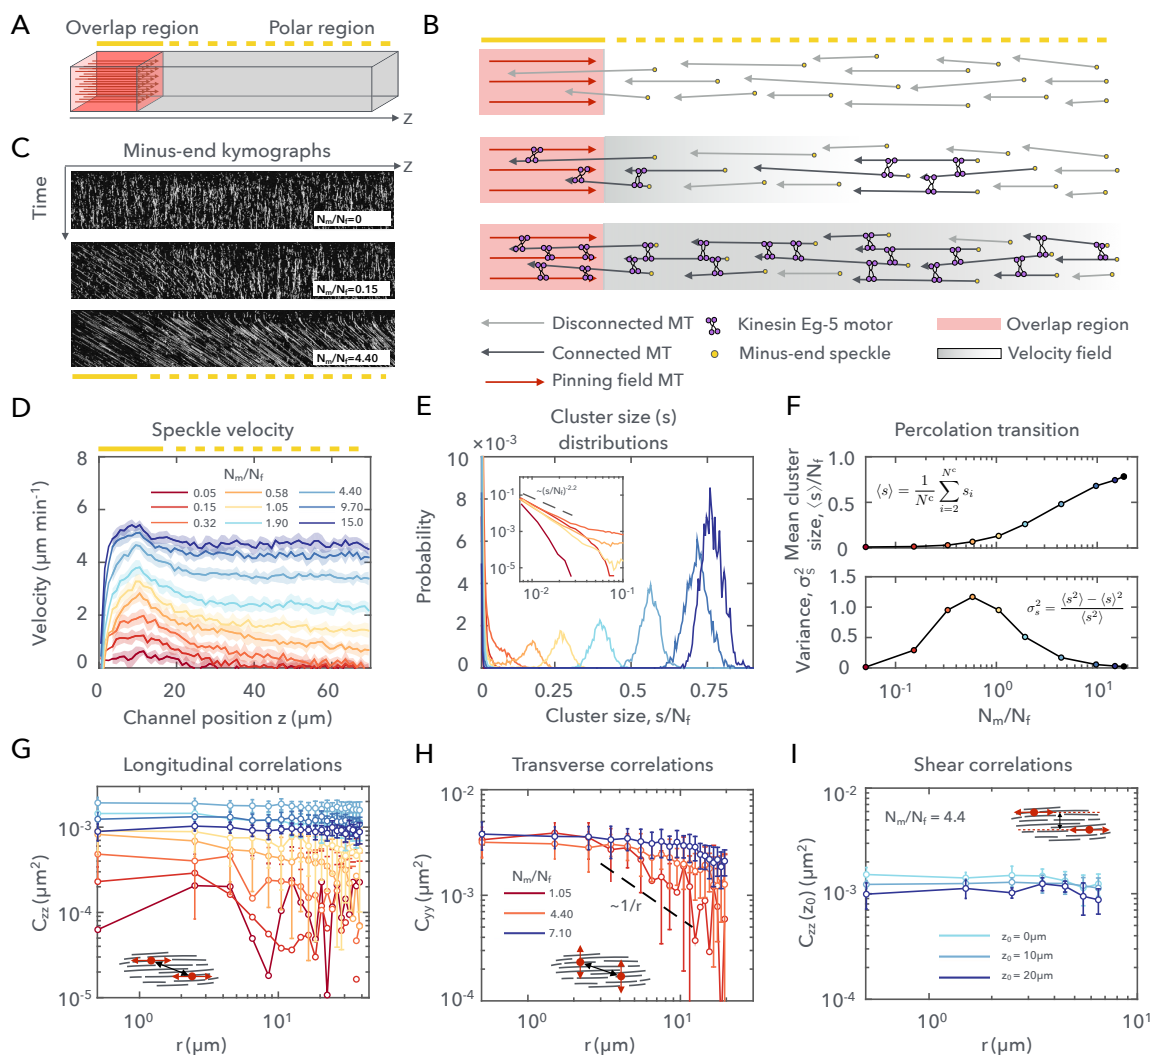 A
Overlap region
Polar region
Z
B
Disconnected MT
Kinesin Eg-5 motor
Overlap region
Connected MT
Minus-end speckle
Velocity field
Pinning field MT
C
Minus-end kymographs
Z
Time
Nm/Nf=0
Nm/Nf=0.15
Nm/Nf=4.40
D
Speckle velocity
Nm/Nf
0.05
0.58
4.40
0.15
1.05
9.70
0.32
1.90
15.0
Velocity (μm min⁻¹)
8
6
4
2
0
0
20
40
60
Channel position z (μm)
E
Cluster size (s)
distributions
×10⁻³
10
8
6
4
2
0
Probability
~(s/Nf)⁻²·²
10⁻¹
10⁻³
10⁻⁵
10⁻²
10⁻¹
0
0.25
0.5
0.75
Cluster size, s/Nf
F
Percolation transition
Mean cluster
size, ⟨s⟩/Nf
1.0
0.5
0
⟨s⟩ = 1/Nᶜ ∑ᵢ₌₂ᴺᶜ sᵢ
Variance, σ²S
1.5
1.0
0.5
0
σ²s = (⟨s²⟩ − ⟨s⟩²)/⟨s²⟩
10⁻¹
10⁰
10¹
Nm/Nf
G
Longitudinal correlations
Czz (μm²)
10⁻³
10⁻⁴
10⁻⁵
10⁰
10¹
r (μm)
H
Transverse correlations
Cyy (μm²)
10⁻²
10⁻³
10⁻⁴
Nm/Nf
1.05
4.40
7.10
~1/r
10⁰
10¹
r (μm)
I
Shear correlations
Nm/Nf = 4.4
Czz (z₀) (μm²)
10⁻²
10⁻³
10⁻⁴
z₀ = 0μm
z₀ = 10μm
z₀ = 20μm
10⁰
10¹
r (μm)